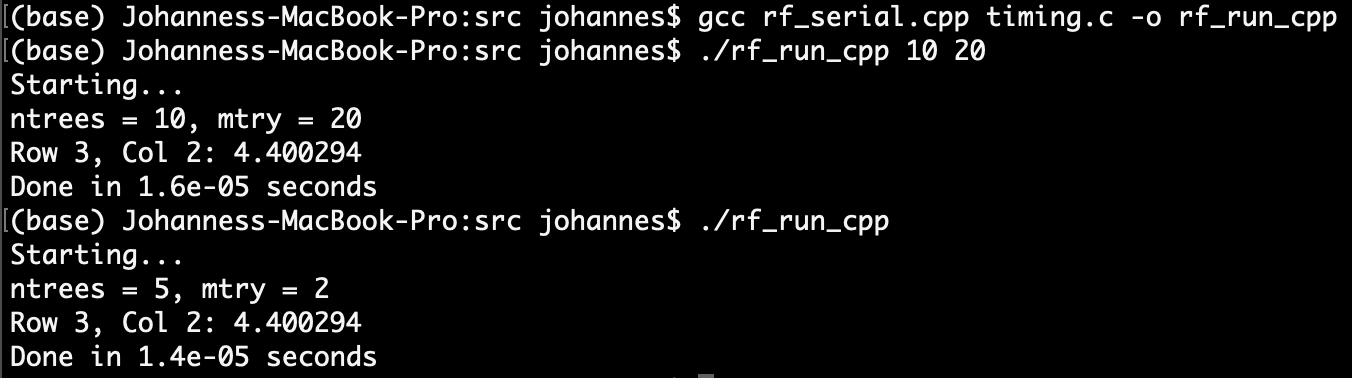 (base) Johanness-MacBook-Pro:src johannes$ gcc rf_serial.cpp timing.c -o rf_run_cpp
[(base) Johanness-MacBook-Pro:src johannes$ ./rf_run_cpp 10 20
Starting...
ntrees = 10, mtry = 20
Row 3, Col 2: 4.400294
Done in 1.6e-05 seconds
[(base) Johanness-MacBook-Pro:src johannes$ ./rf_run_cpp
Starting...
ntrees = 5, mtry = 2
Row 3, Col 2: 4.400294
Done in 1.4e-05 seconds